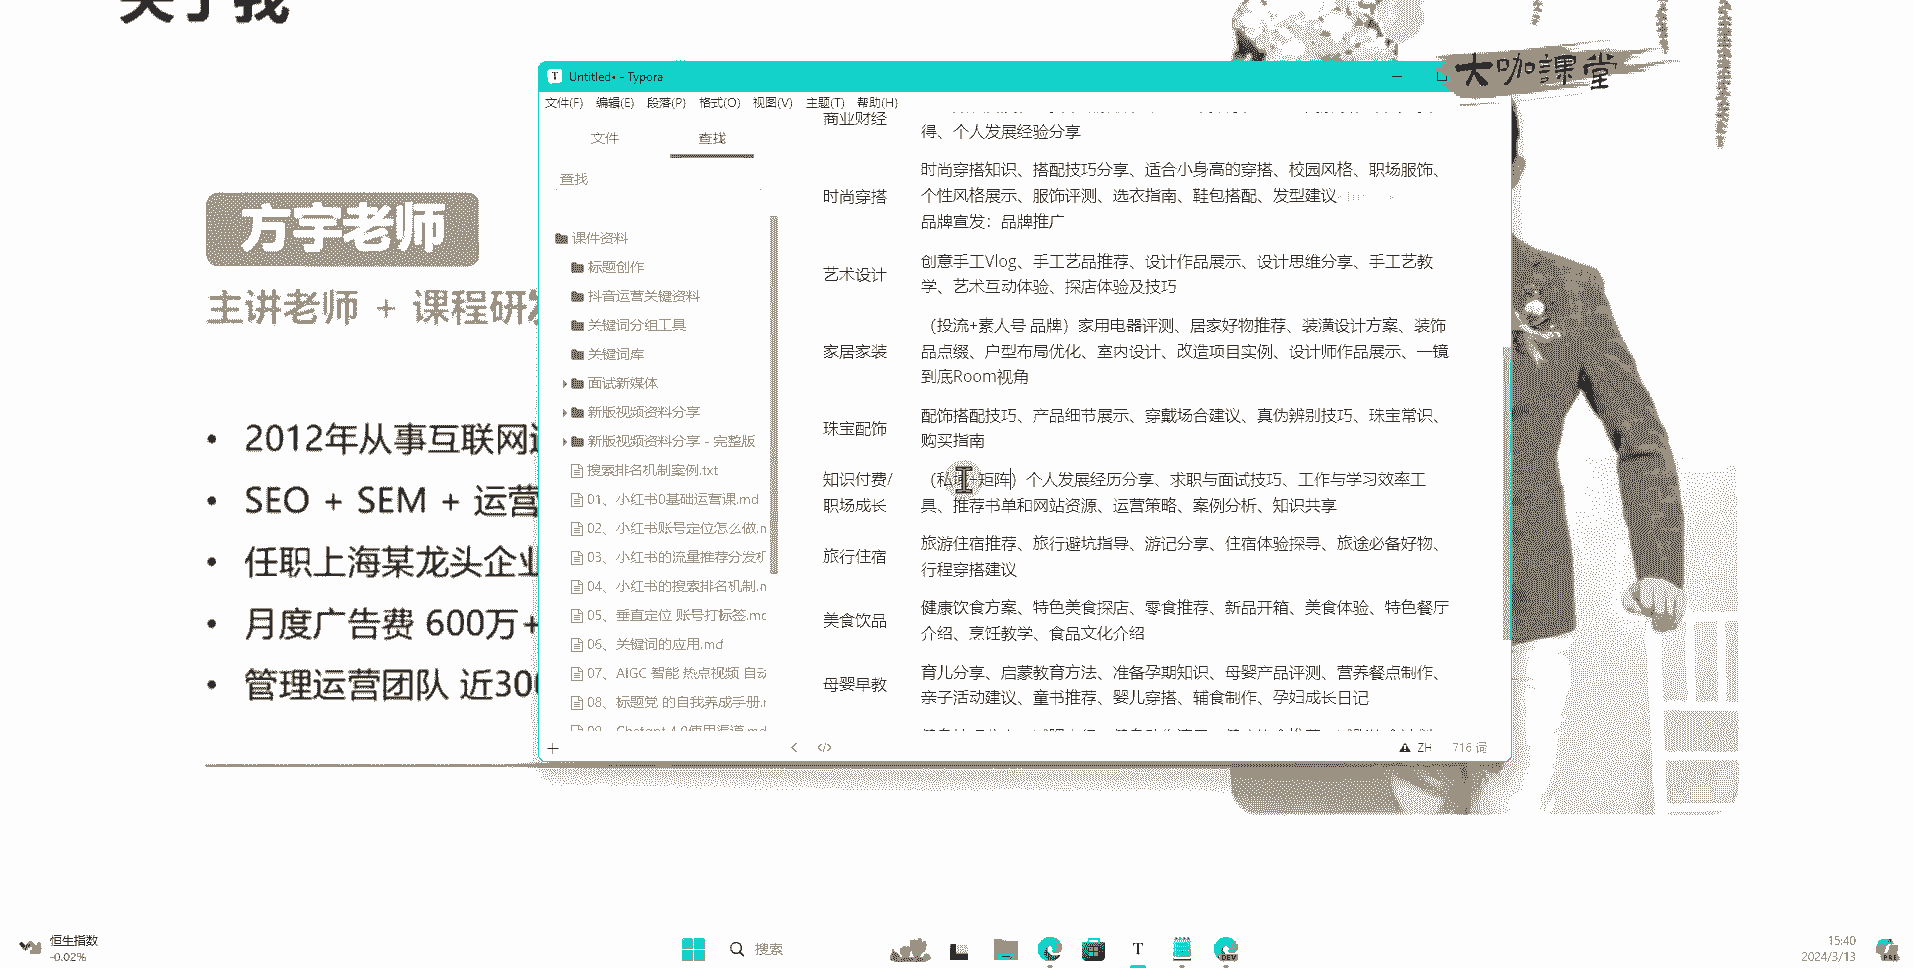 关于我
大咖課堂
方宇老师
主讲老师 + 课程研发
2012年从事互联网
SEO + SEM + 运营
任职上海某龙头企业
月度广告费 600万+
管理运营团队 近300
Untitled• - Typora
文件(F) 编辑(E) 段落(P) 格式(O) 视图(V) 主题(T) 帮助(H)
文件 查找
查找
课件资料
标题创作
抖音运营关键资料
关键词分组工具
关键词库
面试新媒体
新版视频资料分享
新版视频资料分享 - 完整版
搜索排名机制案例.txt
01、小红书0基础运营课.md
02、小红书账号定位怎么做.m
03、小红书的流量推荐分发机
04、小红书的搜索排名机制.m
05、垂直定位 账号打标签.mc
06、关键词的应用.md
07、AIGC 智能 热点视频 自动
08、标题党 的自我养成手册.r
09、Chatgpt 4.0使用渠道.md
商业财经
得、个人发展经验分享
时尚穿搭
时尚穿搭知识、搭配技巧分享、适合小身高的穿搭、校园风格、职场服饰、
个性风格展示、服饰评测、选衣指南、鞋包搭配、发型建议
品牌宣发：品牌推广
艺术设计
创意手工Vlog、手工艺品推荐、设计作品展示、设计思维分享、手工艺教
学、艺术互动体验、探店体验及技巧
家居家装
（投流+素人号 品牌）家用电器评测、居家好物推荐、装潢设计方案、装饰
品点缀、户型布局优化、室内设计、改造项目实例、设计师作品展示、一镜
到底Room视角
珠宝配饰
配饰搭配技巧、产品细节展示、穿戴场合建议、真伪辨别技巧、珠宝常识、
购买指南
知识付费/
职场成长
（私 矩阵）个人发展经历分享、求职与面试技巧、工作与学习效率工
具、推荐书单和网站资源、运营策略、案例分析、知识共享
旅行住宿
旅游住宿推荐、旅行避坑指导、游记分享、住宿体验探寻、旅途必备好物、
行程穿搭建议
美食饮品
健康饮食方案、特色美食探店、零食推荐、新品开箱、美食体验、特色餐厅
介绍、烹饪教学、食品文化介绍
母婴早教
育儿分享、启蒙教育方法、准备孕期知识、母婴产品评测、营养餐点制作、
亲子活动建议、童书推荐、婴儿穿搭、辅食制作、孕妇成长日记
ZH 716 词
恒生指数
-0.02%
搜索
T
DEV
15:40
2024/3/13
PRE